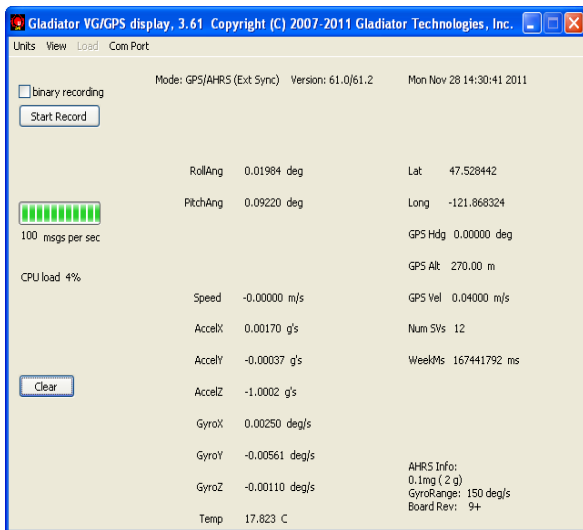 Gladiator VG/GPS display, 3.61 Copyright (C) 2007-2011 Gladiator Technologies, Inc.
Units View Load Com Port
Mode: GPS/AHRS (Ext Sync) Version: 61.0/61.2 Mon Nov 28 14:30:41 2011
binary recording
Start Record
RollAng 0.01984 deg Lat 47.528442
PitchAng 0.09220 deg Long -121.868324
100 msgs per sec GPS Hdg 0.00000 deg
GPS Alt 270.00 m
CPU load 4%
Speed -0.00000 m/s GPS Vel 0.04000 m/s
AccelX 0.00170 g's Num SVs 12
AccelY -0.00037 g's WeekMs 167441792 ms
Clear
AccelZ -1.0002 g's
GyroX 0.00250 deg/s
GyroY -0.00561 deg/s
AHRS Info:
0.1mg ( 2 g)
GyroZ -0.00110 deg/s GyroRange: 150 deg/s
Board Rev: 9+
Temp 17.823 C